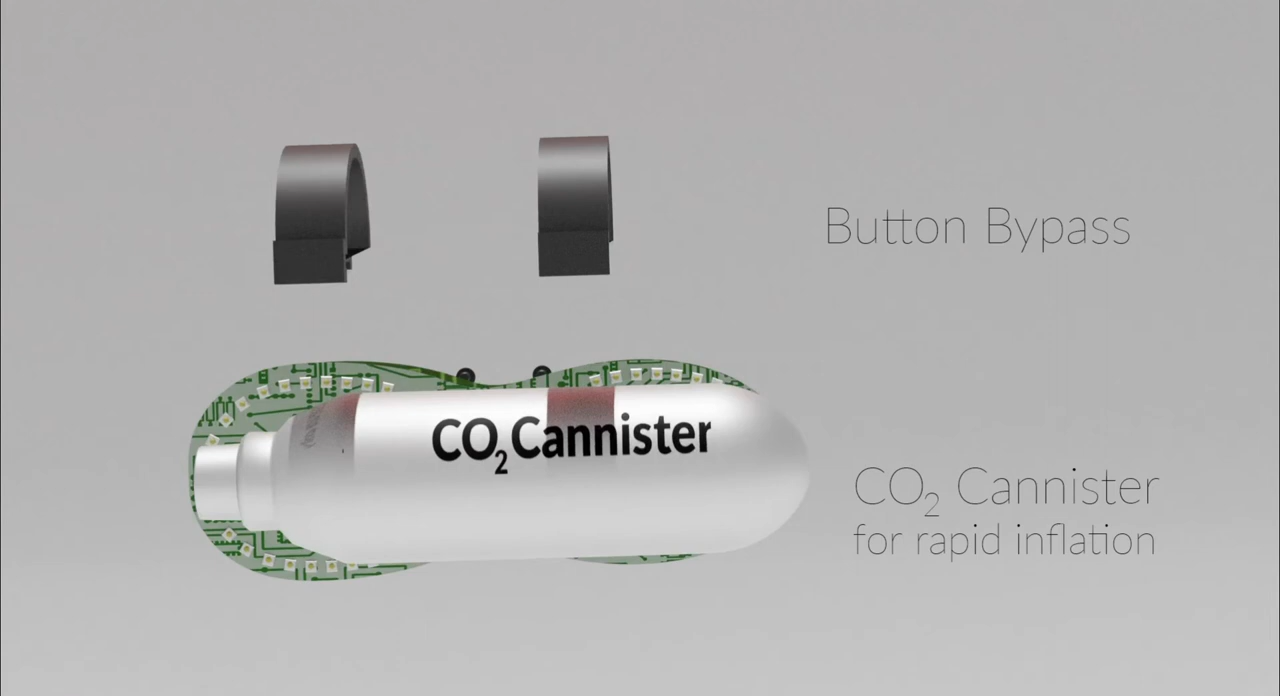 Button Bypass
CO₂ Cannister
CO₂ Cannister
for rapid inflation